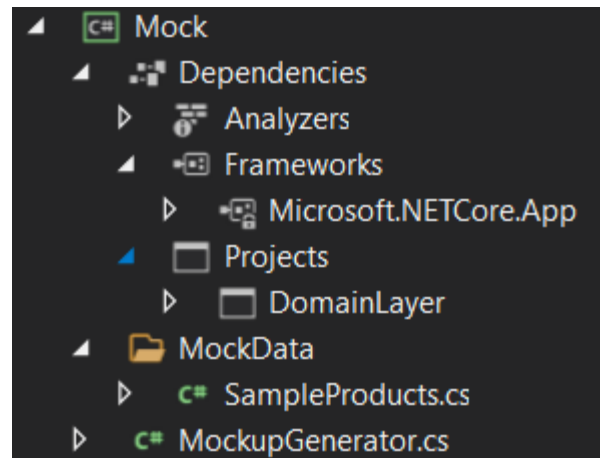 C# Mock
Dependencies
Analyzers
Frameworks
Microsoft.NETCore.App
Projects
DomainLayer
MockData
C# SampleProducts.cs
C# MockupGenerator.cs